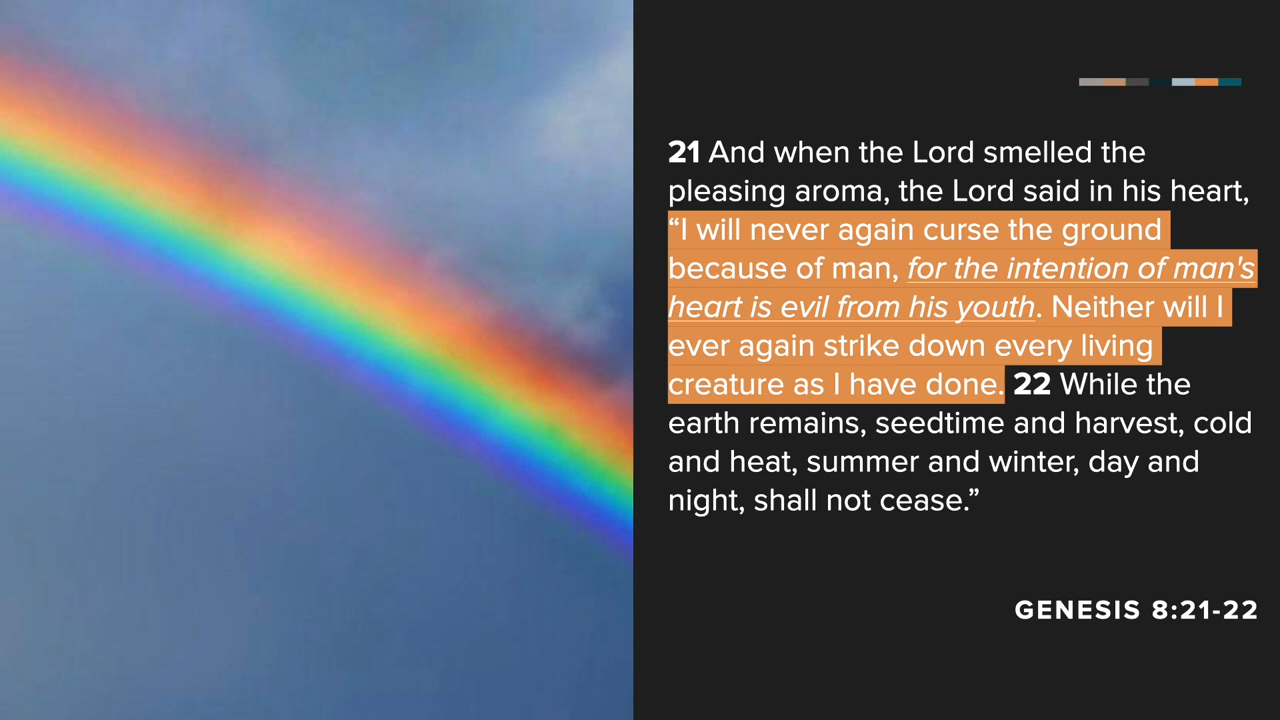 21 And when the Lord smelled the
pleasing aroma, the Lord said in his heart,
“I will never again curse the ground
because of man, for the intention of man's
heart is evil from his youth. Neither will I
ever again strike down every living
creature as I have done. 22 While the
earth remains, seedtime and harvest, cold
and heat, summer and winter, day and
night, shall not cease.”
GENESIS 8:21-22